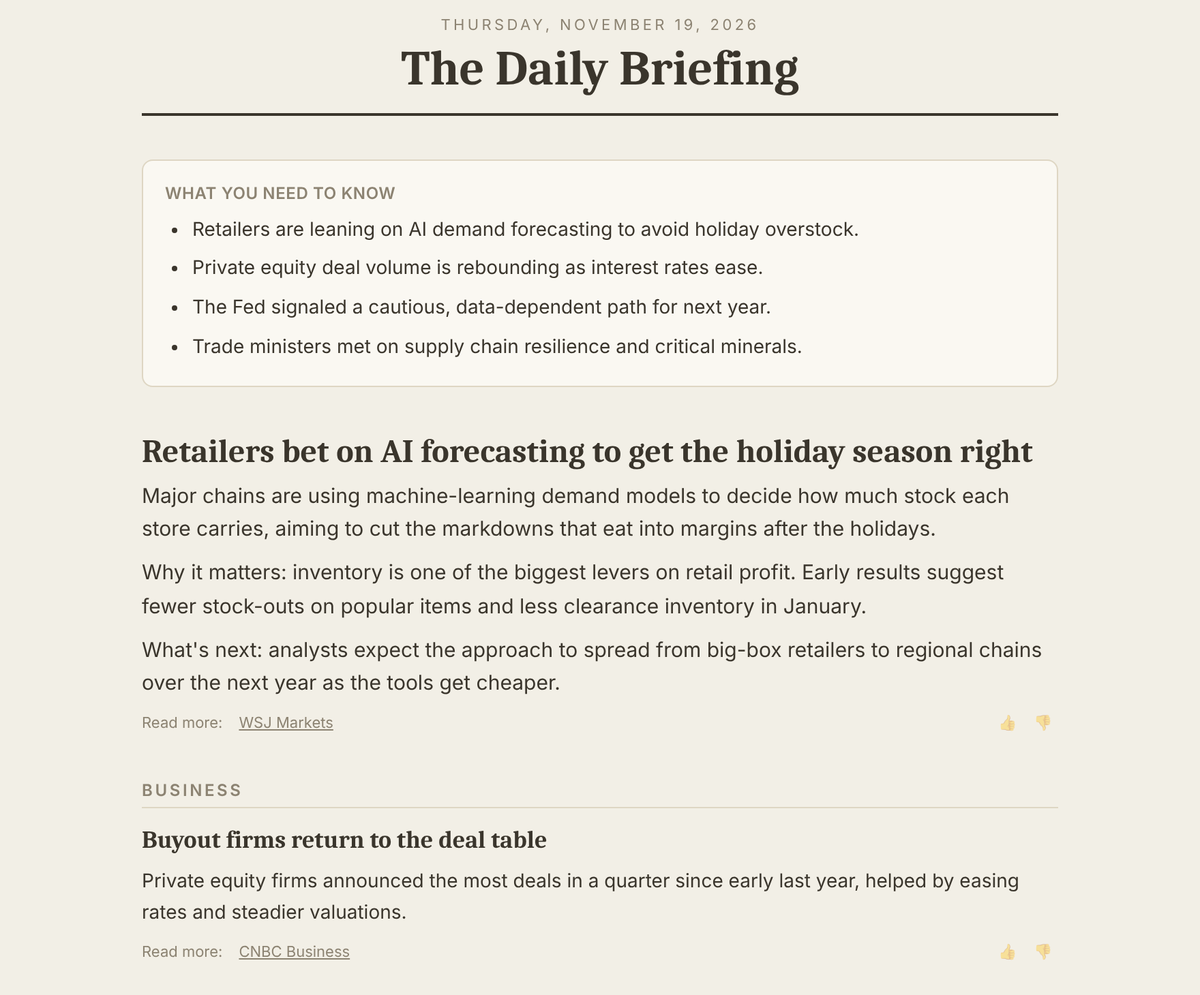 THURSDAY, NOVEMBER 19, 2026
The Daily Briefing
WHAT YOU NEED TO KNOW
• Retailers are leaning on AI demand forecasting to avoid holiday overstock.
• Private equity deal volume is rebounding as interest rates ease.
• The Fed signaled a cautious, data-dependent path for next year.
• Trade ministers met on supply chain resilience and critical minerals.
Retailers bet on AI forecasting to get the holiday season right
Major chains are using machine-learning demand models to decide how much stock each
store carries, aiming to cut the markdowns that eat into margins after the holidays.
Why it matters: inventory is one of the biggest levers on retail profit. Early results suggest
fewer stock-outs on popular items and less clearance inventory in January.
What's next: analysts expect the approach to spread from big-box retailers to regional chains
over the next year as the tools get cheaper.
Read more: WSJ Markets 👍 👎
BUSINESS
Buyout firms return to the deal table
Private equity firms announced the most deals in a quarter since early last year, helped by easing
rates and steadier valuations.
Read more: CNBC Business 👍 👎